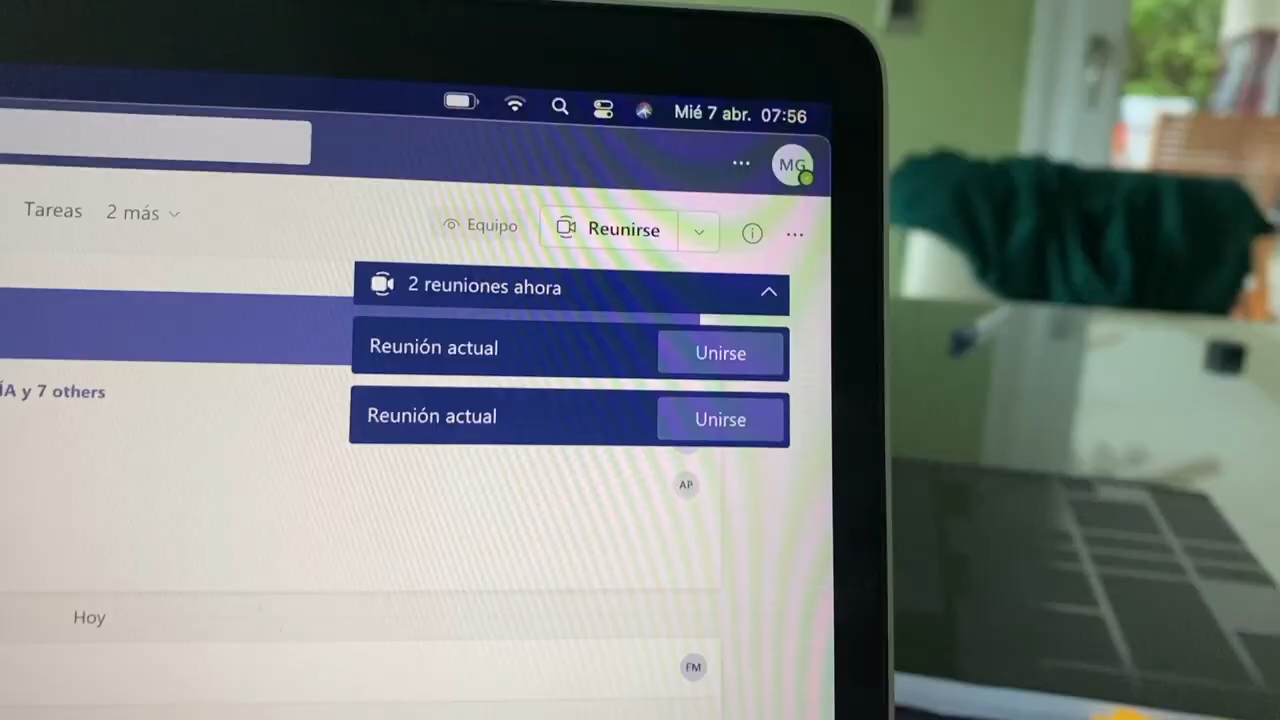 Mié 7 abr. 07:56
MG
Tareas 2 más
Equipo Reunirse
2 reuniones ahora
Reunión actual Unirse
ÍA y 7 others
Reunión actual Unirse
AP
Hoy
FM